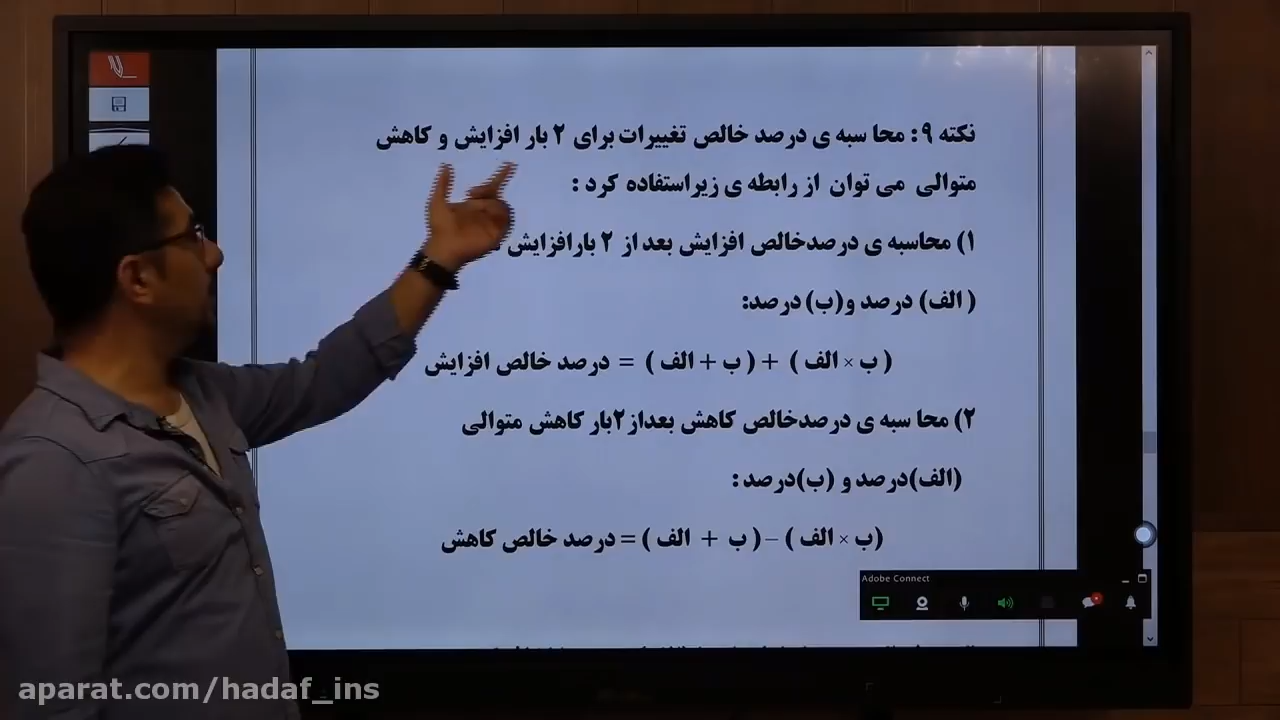 نکته ۹: محا سبه ی درصد خالص تغییرات برای ۲ بار افزایش و کاهش
متوالی می توان از رابطه ی زیراستفاده کرد :
۱) محاسبه ی درصدخالص افزایش بعد از ۲ بارافزایش
( الف) درصد و(ب) درصد:
درصد خالص افزایش = ( ب + الف ) + ( ب × الف )
۲) محا سبه ی درصدخالص کاهش بعداز۲بار کاهش متوالی
(الف)درصد و (ب)درصد :
درصد خالص کاهش = ( ب + الف ) – ( ب × الف )
Adobe Connect
aparat.com/hadaf_ins